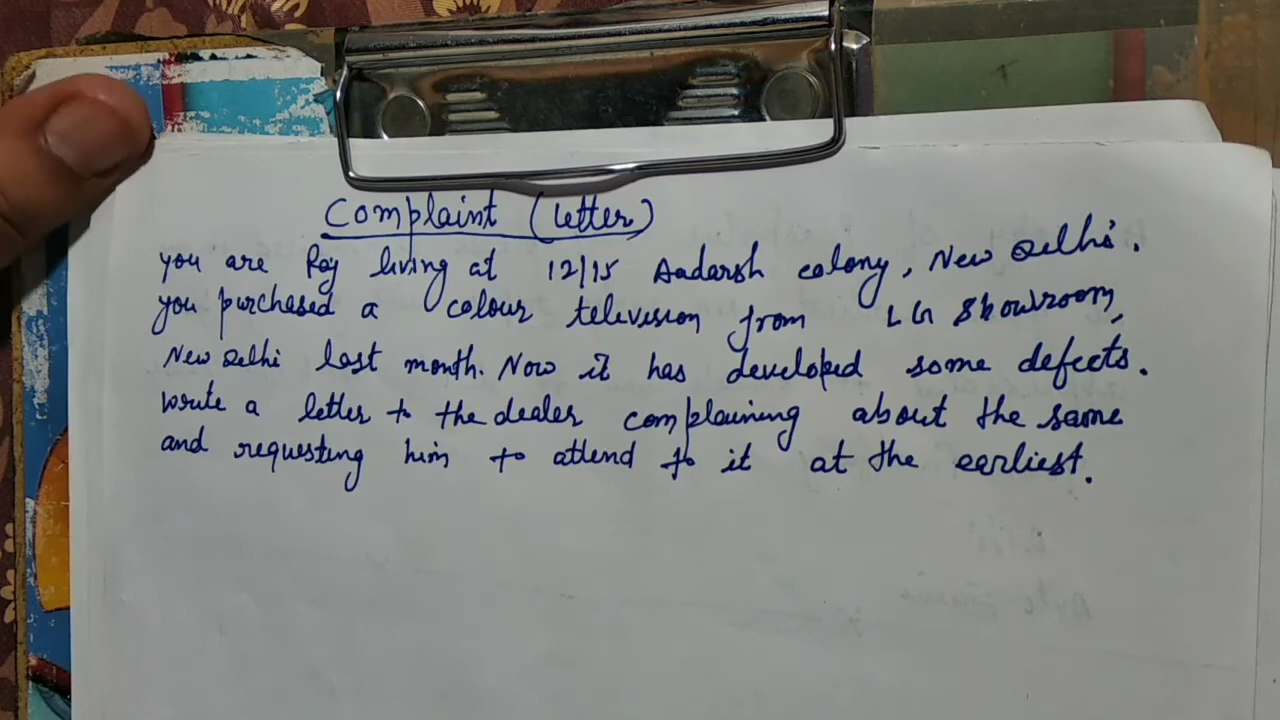 Complaint (letter)
you are Raj living at 12/15 Aadarsh colony, New Delhi.
you purchased a colour television from LG Showroom,
New Delhi last month. Now it has developed some defects.
write a letter to the dealer complaining about the same
and requesting him to attend to it at the earliest.